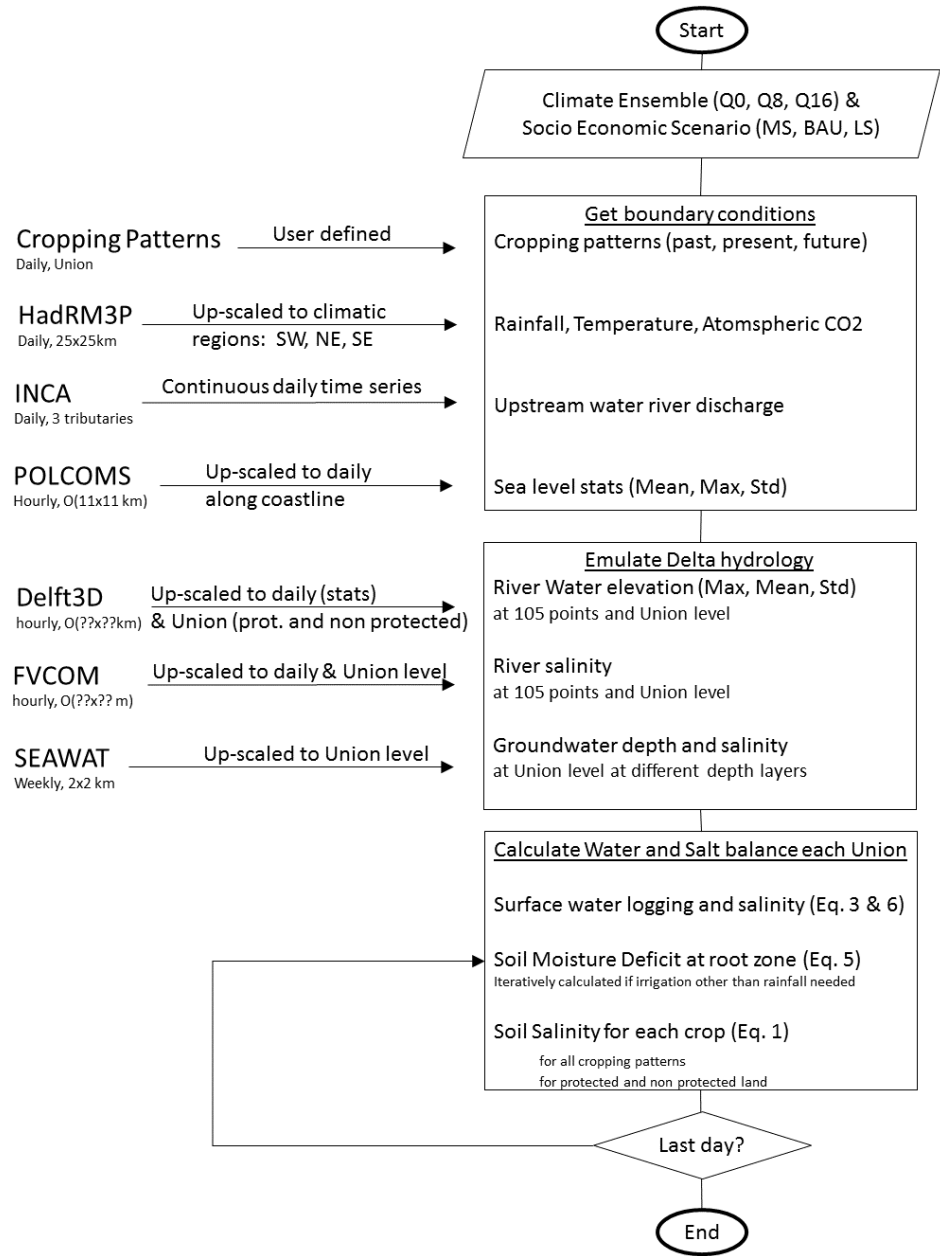 Start
Climate Ensemble (Q0, Q8, Q16) &
Socio Economic Scenario (MS, BAU, LS)
Get boundary conditions
Cropping Patterns
Daily, Union
User defined
Cropping patterns (past, present, future)
HadRM3P
Daily, 25x25km
Up-scaled to climatic
regions: SW, NE, SE
Rainfall, Temperature, Atomspheric CO2
INCA
Daily, 3 tributaries
Continuous daily time series
Upstream water river discharge
POLCOMS
Hourly, O(11x11 km)
Up-scaled to daily
along coastline
Sea level stats (Mean, Max, Std)
Emulate Delta hydrology
Delft3D
hourly, O(??x??km)
Up-scaled to daily (stats)
& Union (prot. and non protected)
River Water elevation (Max, Mean, Std)
at 105 points and Union level
FVCOM
hourly, O(??x?? m)
Up-scaled to daily & Union level
River salinity
at 105 points and Union level
SEAWAT
Weekly, 2x2 km
Up-scaled to Union level
Groundwater depth and salinity
at Union level at different depth layers
Calculate Water and Salt balance each Union
Surface water logging and salinity (Eq. 3 & 6)
Soil Moisture Deficit at root zone (Eq. 5)
Iteratively calculated if irrigation other than rainfall needed
Soil Salinity for each crop (Eq. 1)
for all cropping patterns
for protected and non protected land
Last day?
End